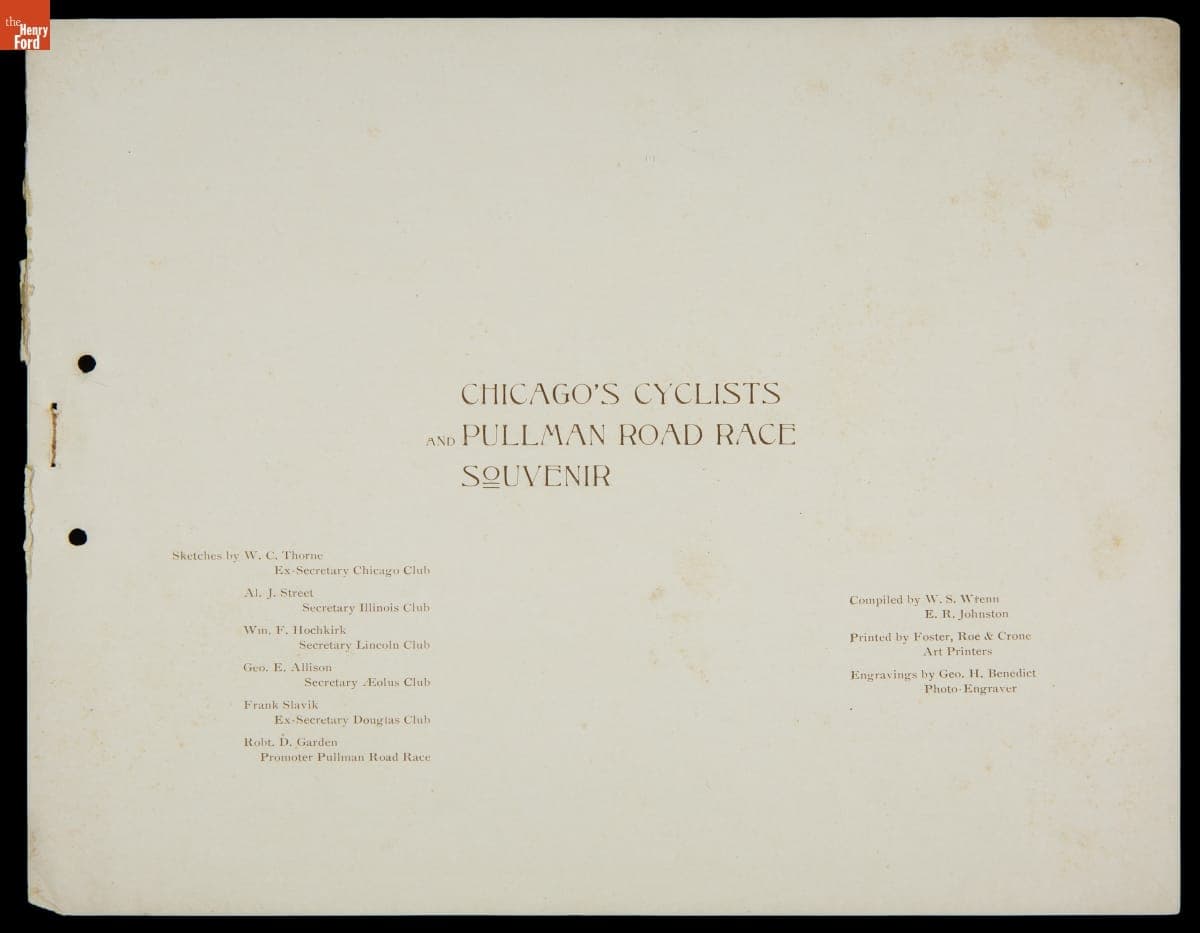 the
Henry
Ford
CHICAGO'S CYCLISTS
AND PULLMAN ROAD RACE
SOUVENIR
Sketches by W. C. Thorne
Ex-Secretary Chicago Club
Al. J. Street
Secretary Illinois Club
Wm. F. Hochkirk
Secretary Lincoln Club
Geo. E. Allison
Secretary Æolus Club
Frank Slavik
Ex-Secretary Douglas Club
Robt. D. Garden
Promoter Pullman Road Race
Compiled by W. S. Wrenn
E. R. Johnston
Printed by Foster, Roe & Crone
Art Printers
Engravings by Geo. H. Benedict
Photo-Engraver